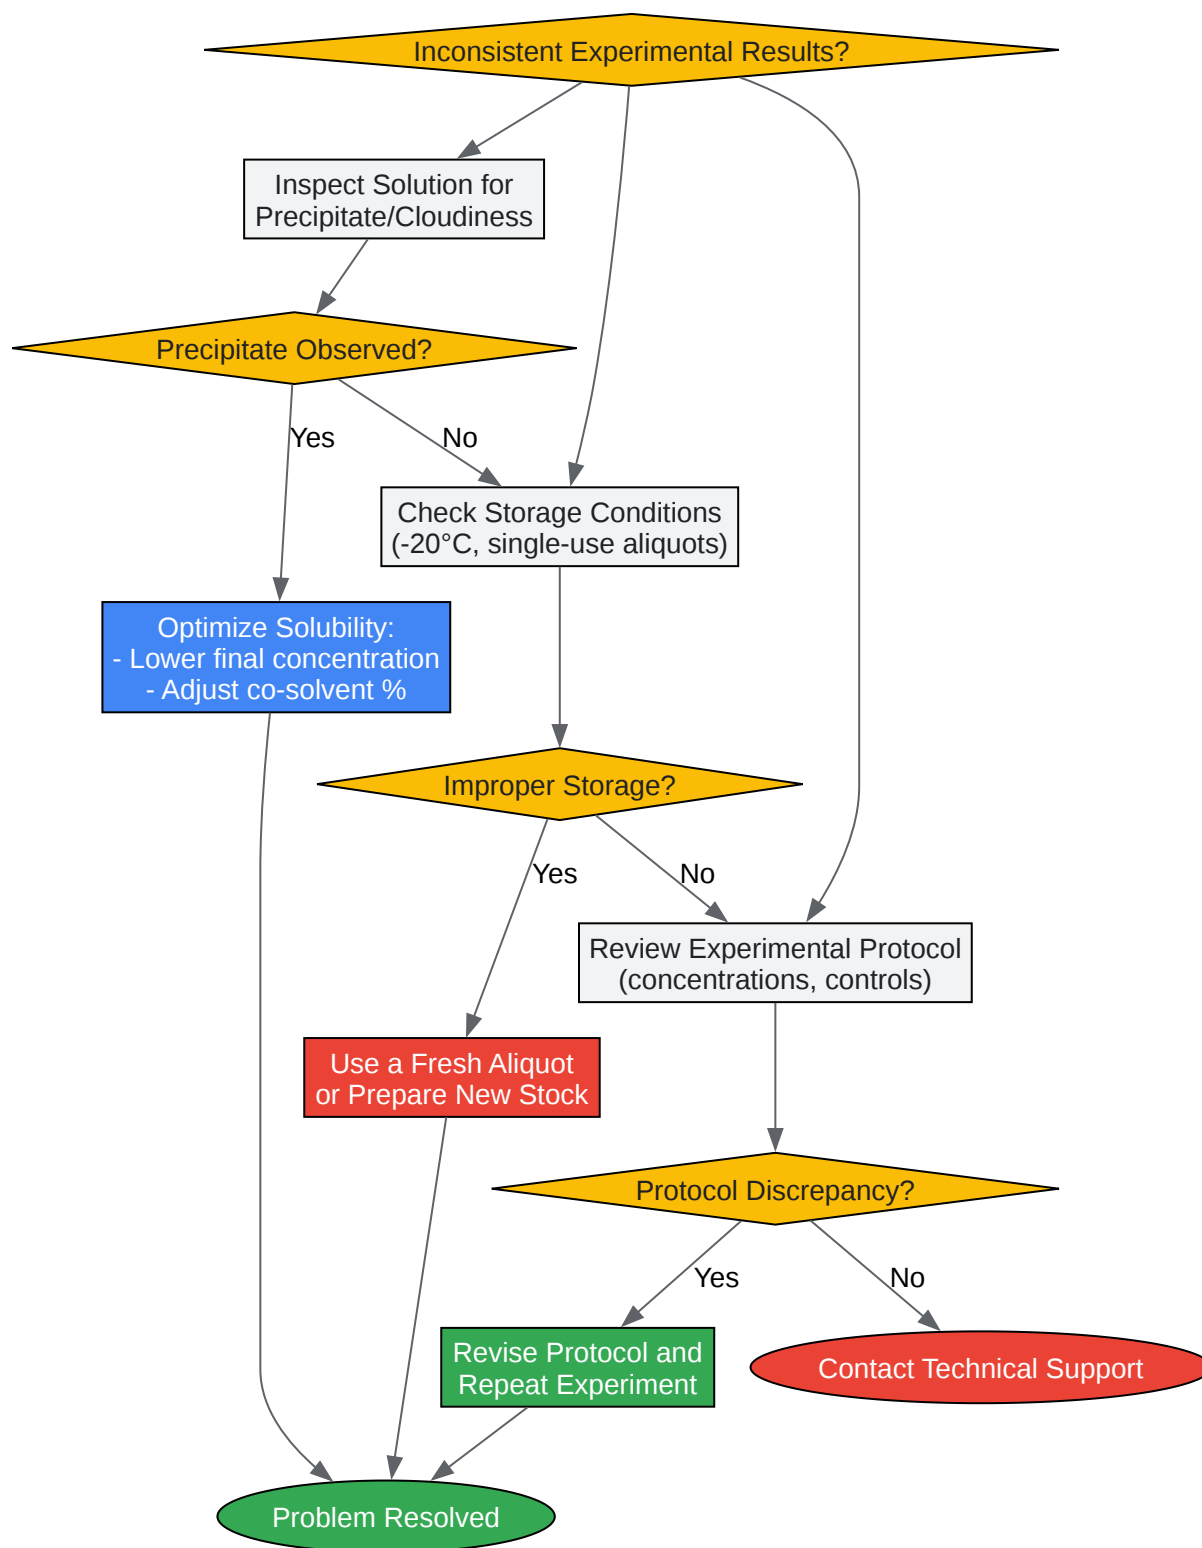 Inconsistent Experimental Results?
Inspect Solution for
Precipitate/Cloudiness
Precipitate Observed?
Yes
No
Check Storage Conditions
(-20°C, single-use aliquots)
Optimize Solubility:
- Lower final concentration
- Adjust co-solvent %
Improper Storage?
Yes
No
Review Experimental Protocol
(concentrations, controls)
Use a Fresh Aliquot
or Prepare New Stock
Protocol Discrepancy?
Yes
No
Revise Protocol and
Repeat Experiment
Contact Technical Support
Problem Resolved